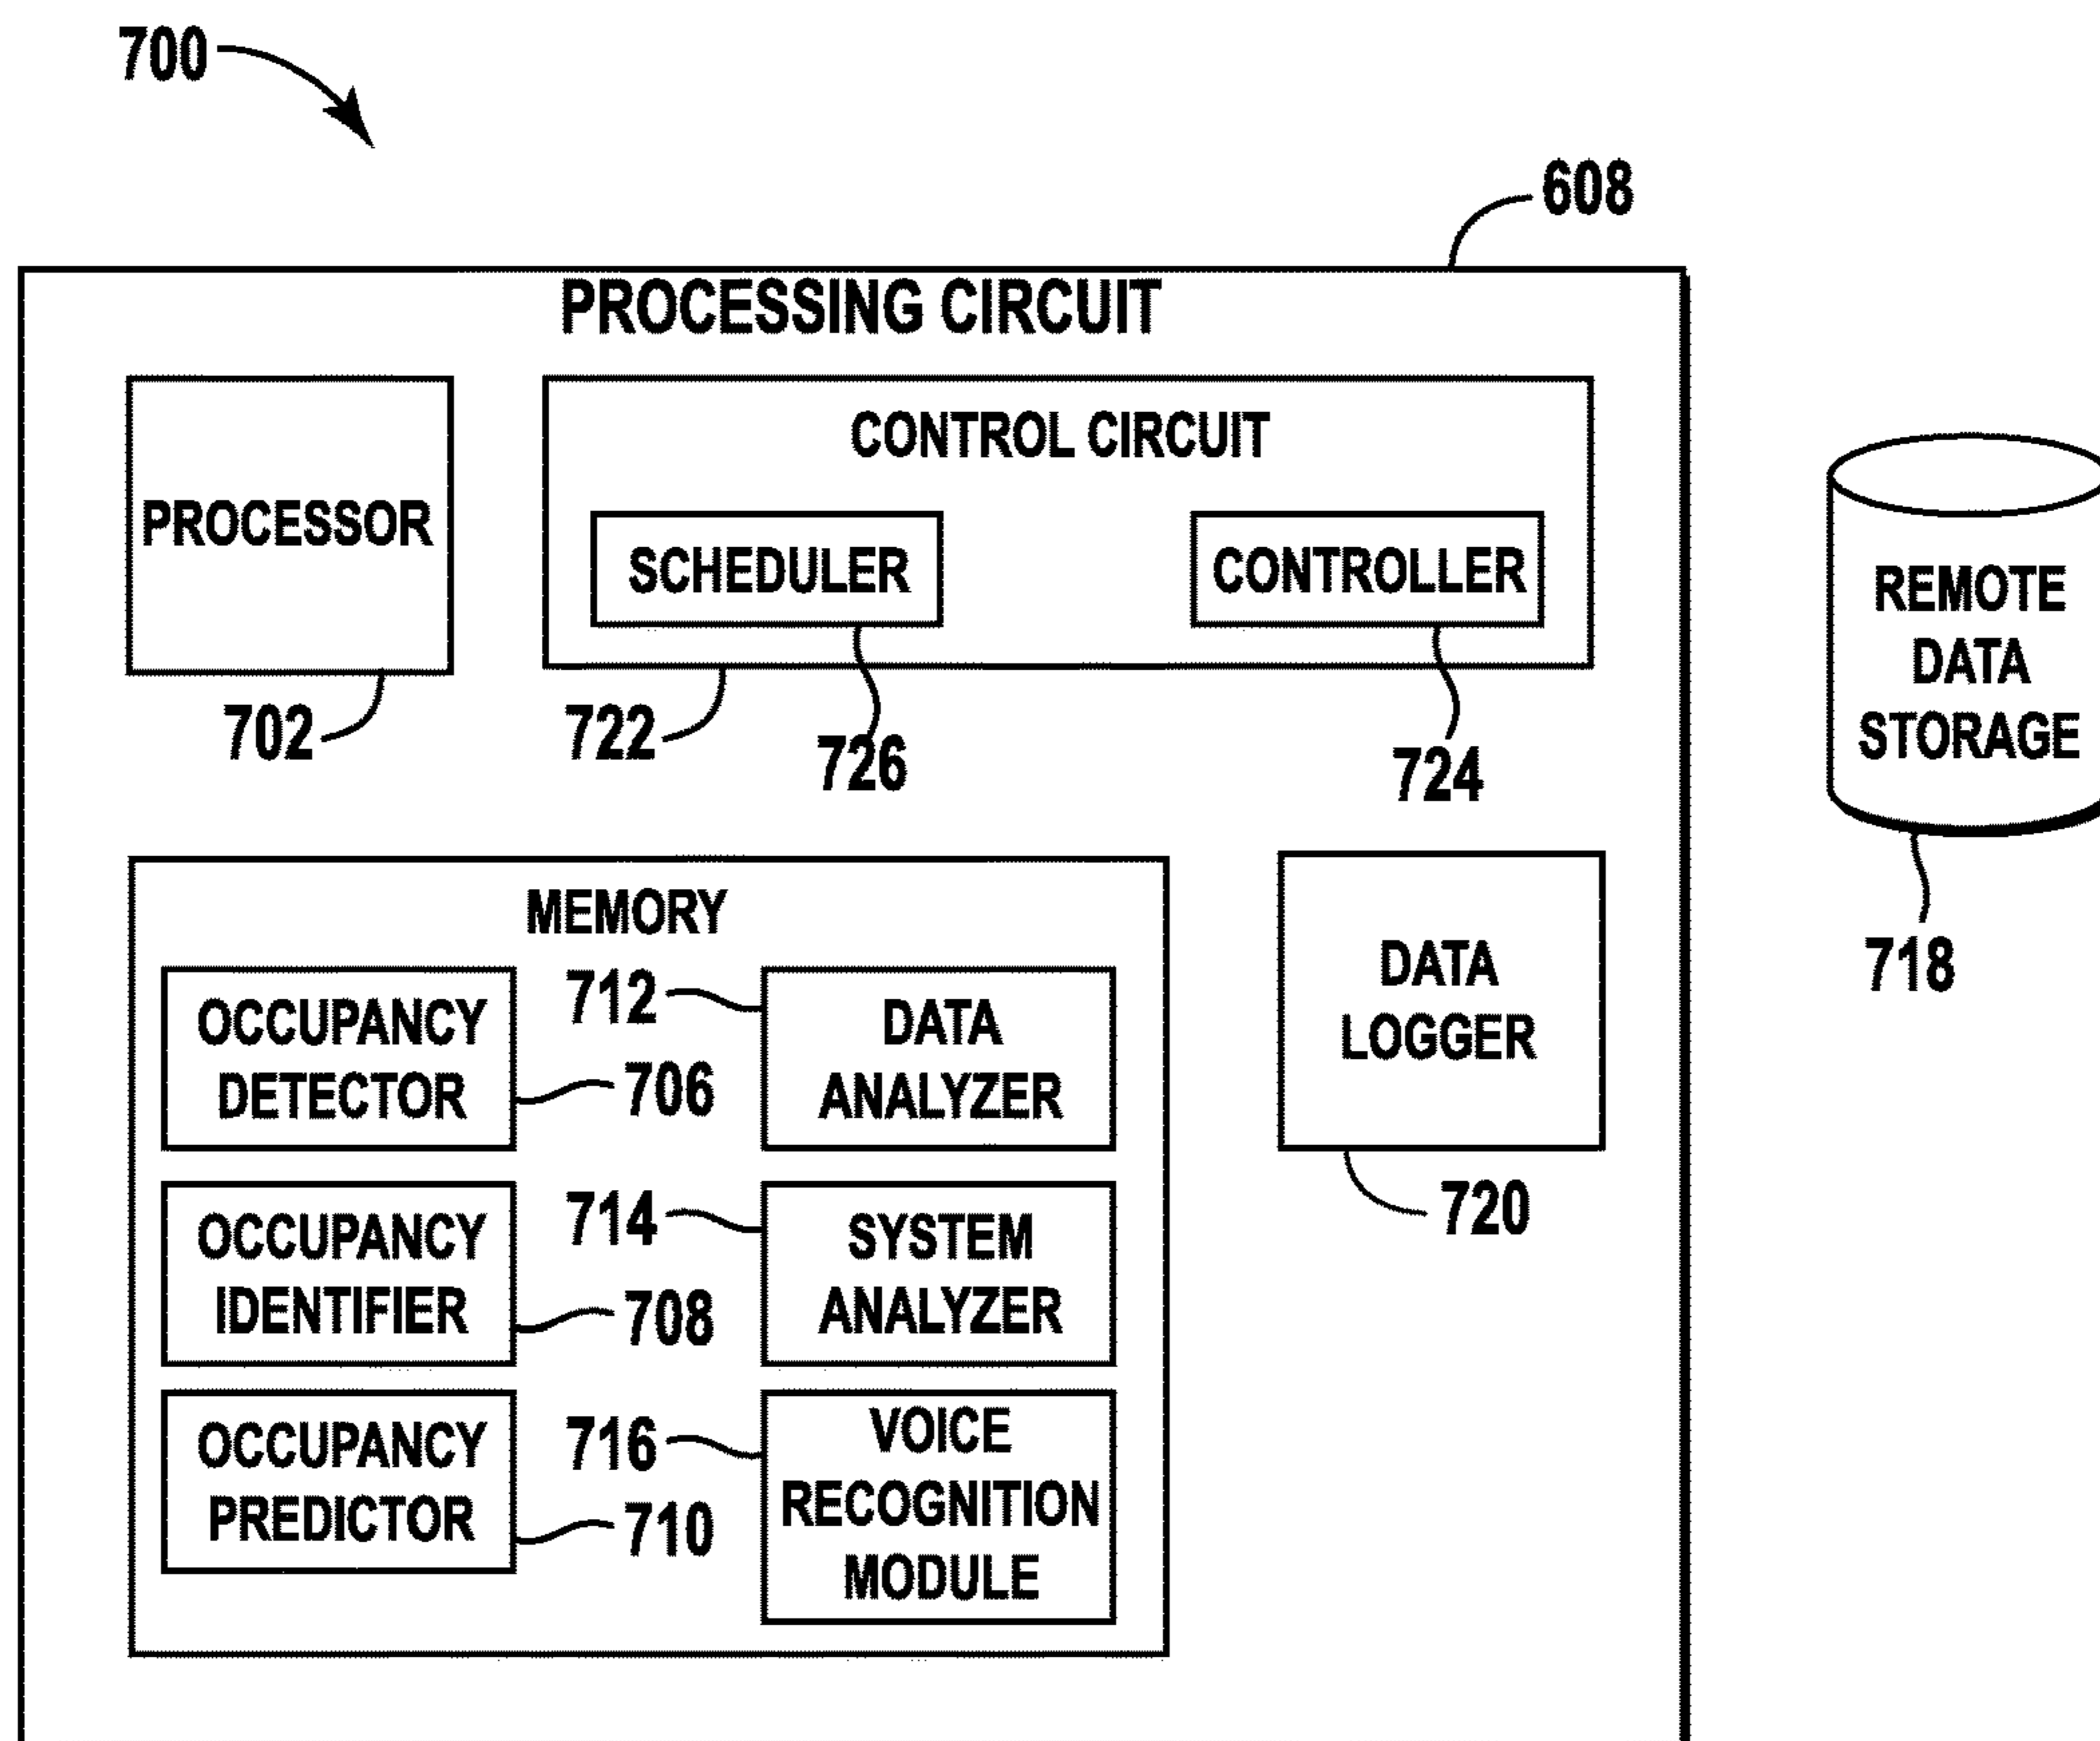 700
608
PROCESSING CIRCUIT
PROCESSOR
702
CONTROL CIRCUIT
SCHEDULER
CONTROLLER
722
726
724
REMOTE
DATA
STORAGE
718
MEMORY
OCCUPANCY
DETECTOR
706
712
DATA
ANALYZER
OCCUPANCY
IDENTIFIER
708
714
SYSTEM
ANALYZER
OCCUPANCY
PREDICTOR
710
716
VOICE
RECOGNITION
MODULE
DATA
LOGGER
720